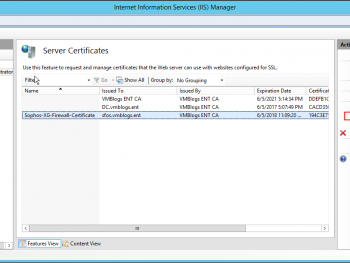 Internet Information Services (IIS) Manager
Server Certificates
Use this feature to request and manage certificates that the Web server can use with websites configured for SSL.
Filter: Go Show All Group by: No Grouping
Name Issued To Issued By Expiration Date Certificat
VMBlogs ENT CA VMBlogs ENT CA 6/5/2021 5:14:34 PM DDEFB1C
DC.vmblogs.ent VMBlogs ENT CA 6/5/2017 5:07:49 PM
Sophos-XG-Firewall-Certificate sfos.vmblogs.ent VMBlogs ENT CA 6/5/2018 11:09:20 ... 194C3E7
Features View Content View